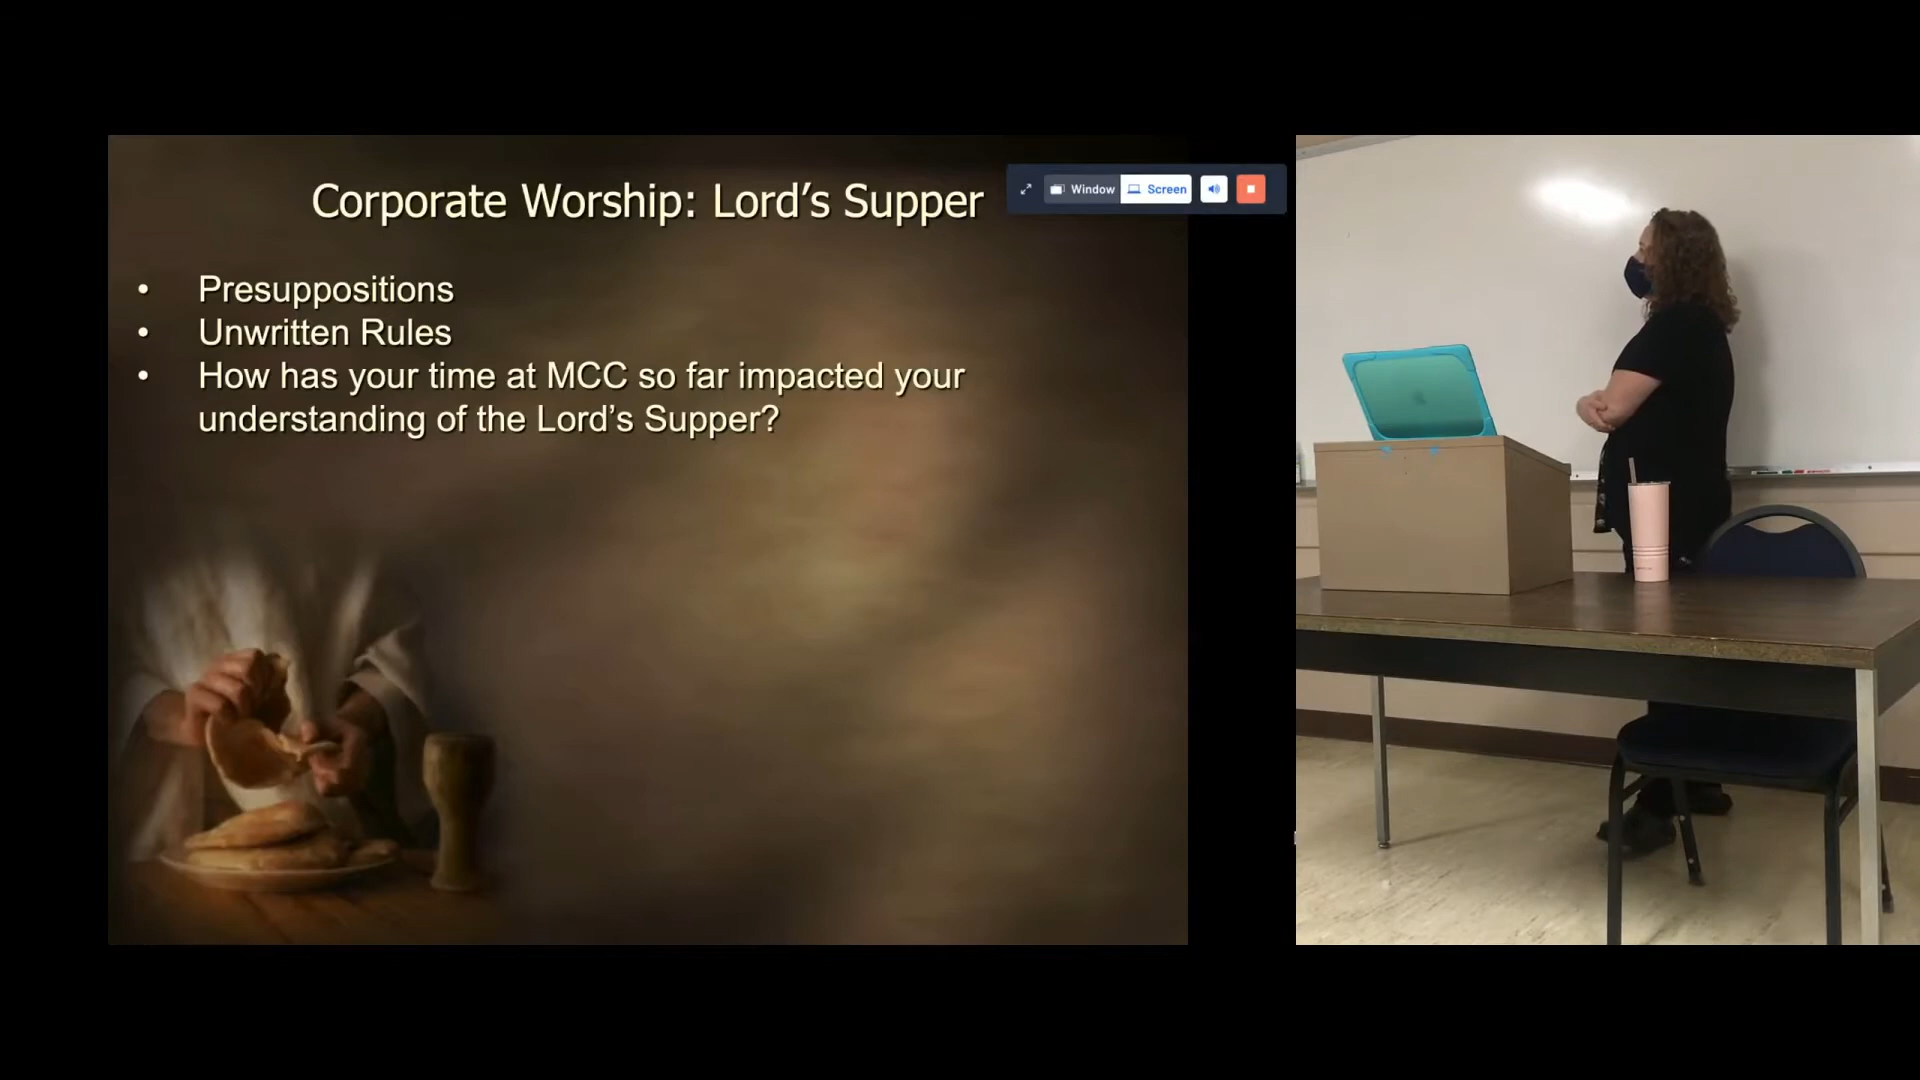 Corporate Worship: Lord's Supper
Window
Screen
• Presuppositions
• Unwritten Rules
• How has your time at MCC so far impacted your
understanding of the Lord's Supper?